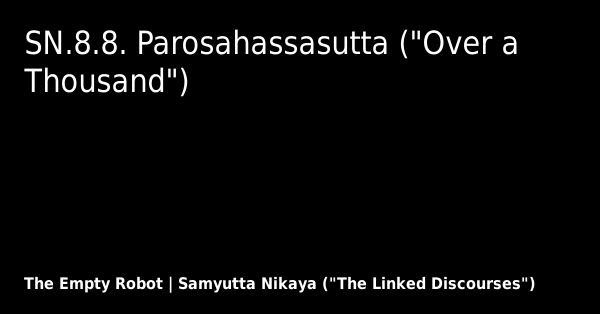 SN.8.8. Parosahassasutta ("Over a
Thousand")
The Empty Robot | Samyutta Nikaya ("The Linked Discourses")